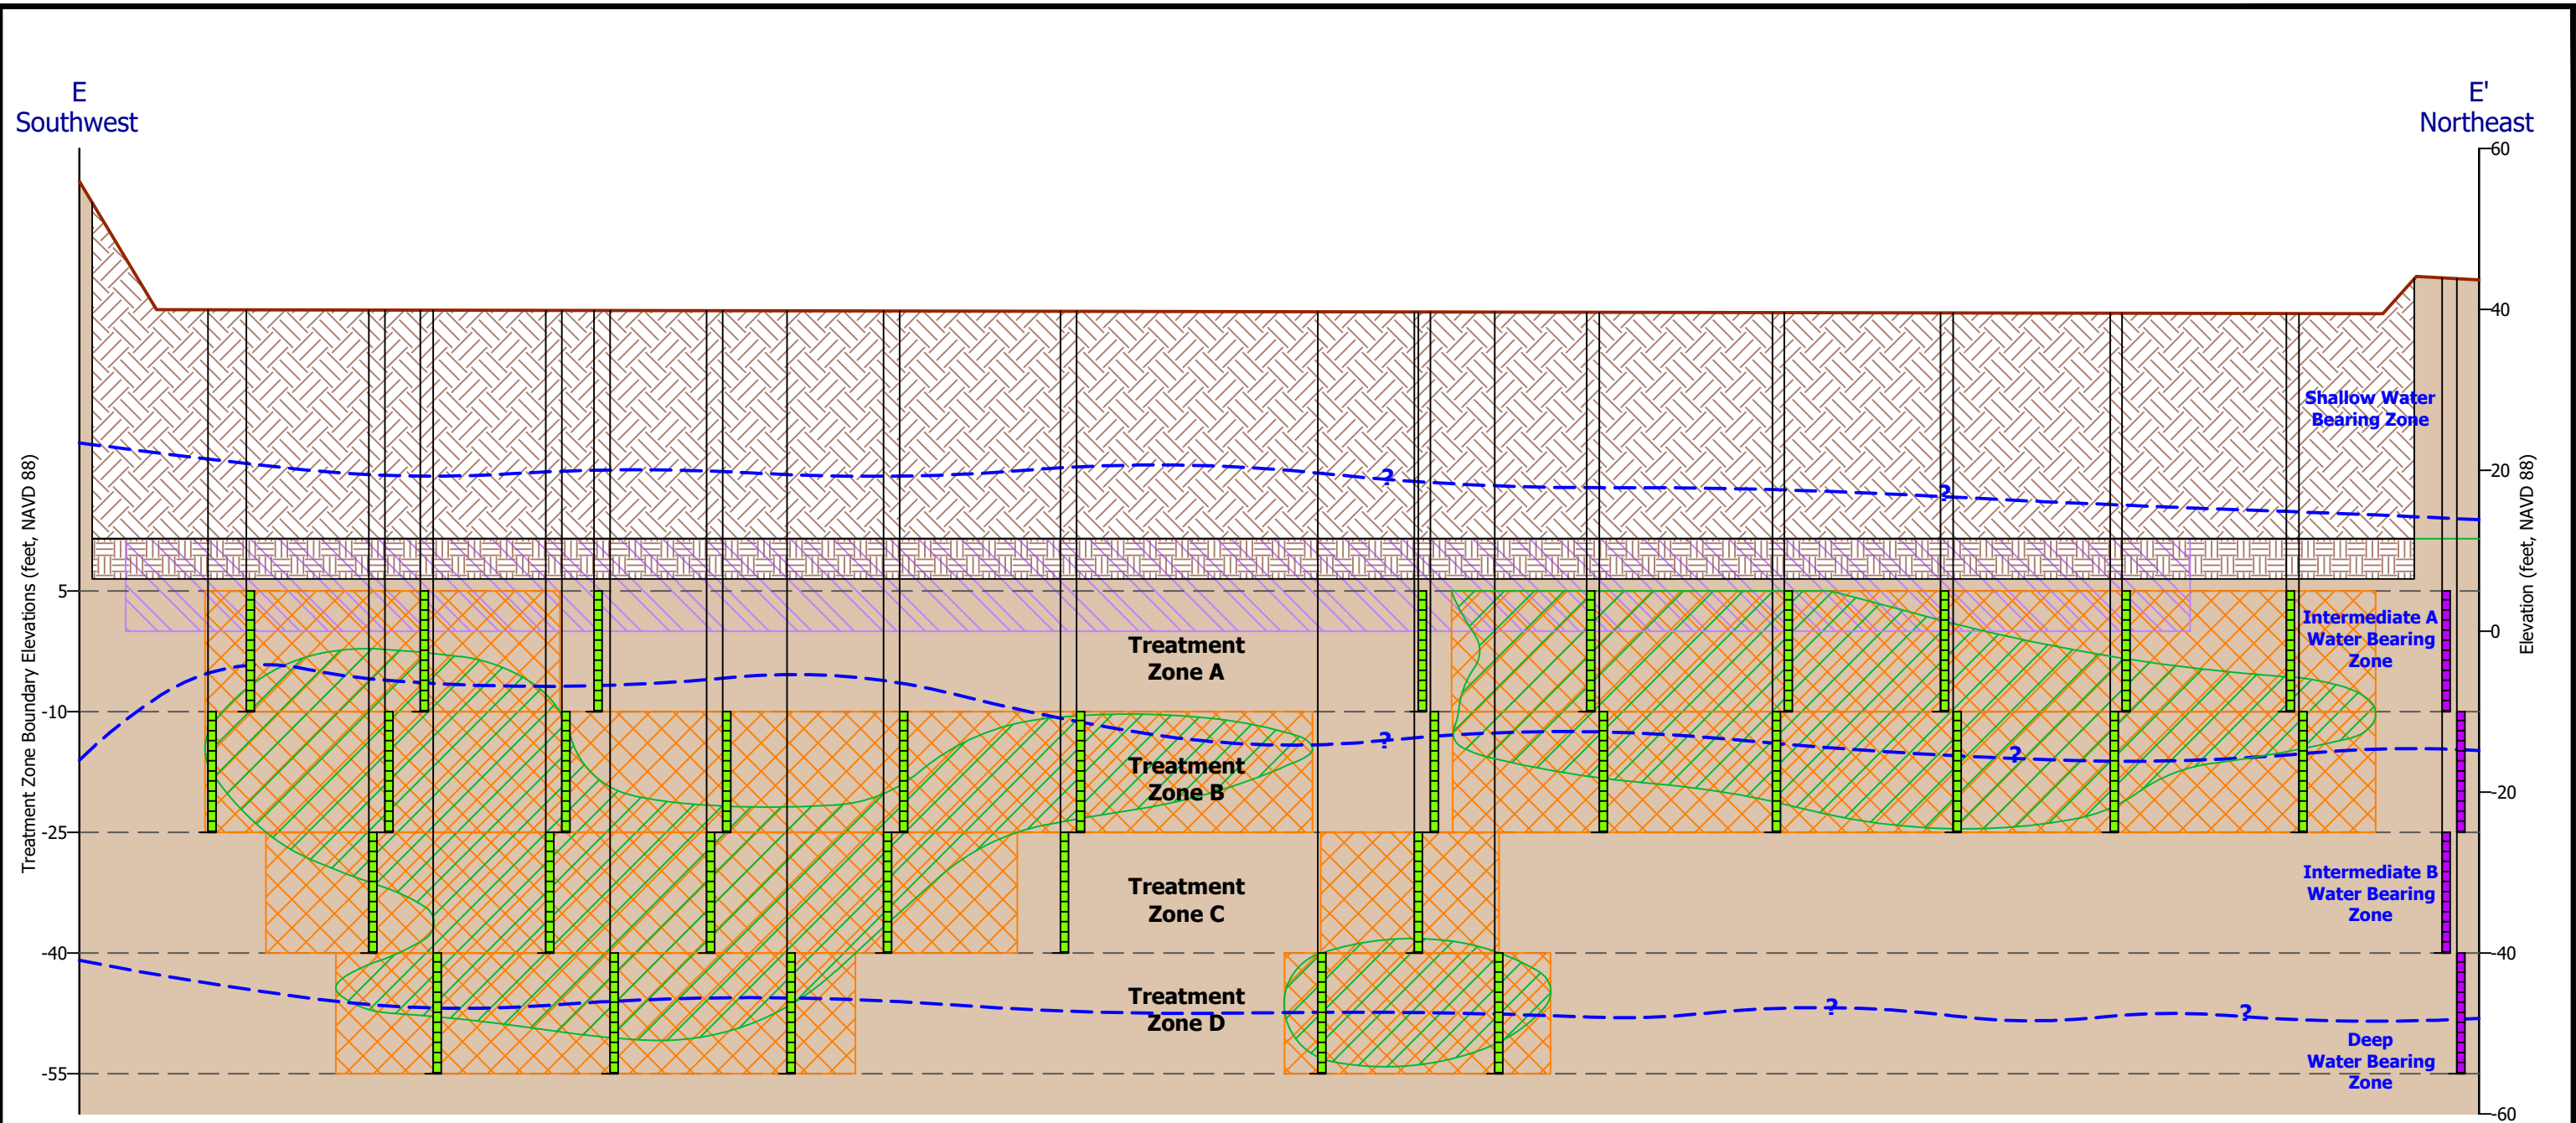 E
Southwest
E'
Northeast
Treatment Zone Boundary Elevations (feet, NAVD 88)
5
-10
-25
-40
-55
60
40
20
0
-20
-40
-60
Elevation (feet, NAVD 88)
Shallow Water
Bearing Zone
?
?
Intermediate A
Water Bearing
Zone
Treatment
Zone A
?
?
Treatment
Zone B
Intermediate B
Water Bearing
Zone
Treatment
Zone C
Treatment
Zone D
?
?
Deep
Water Bearing
Zone